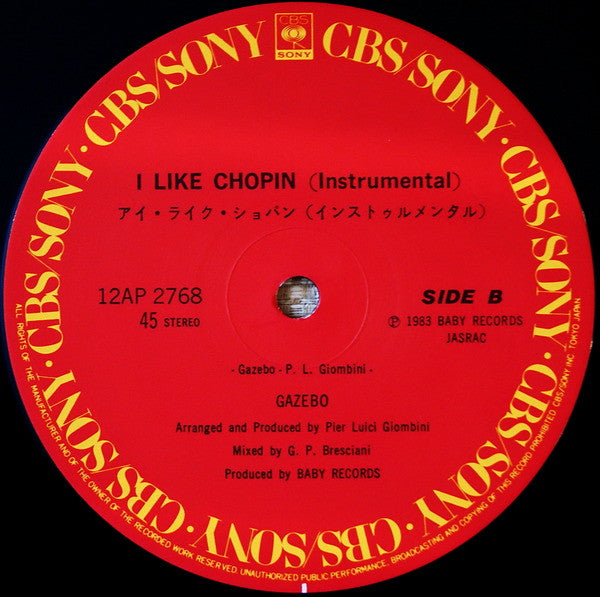 CBS
SONY
CBS/SONY · CBS/SONY · CBS/SONY · CBS/SONY · CBS/SONY · CBS/SONY · CBS/SONY · CBS/SONY
I LIKE CHOPIN (Instrumental)
アイ・ライク・ショパン（インストゥルメンタル）
12AP 2768
45 STEREO
SIDE B
Ⓟ 1983 BABY RECORDS
JASRAC
- Gazebo - P. L. Giombini -
GAZEBO
Arranged and Produced by Pier Luici Giombini
Mixed by G. P. Bresciani
Produced by BABY RECORDS
ALL RIGHTS OF THE MANUFACTURER AND OF THE OWNER OF THE RECORDED WORK RESERVED. UNAUTHORIZED PUBLIC PERFORMANCE, BROADCASTING AND COPYING OF THIS RECORD PROHIBITED CBS/SONY INC. TOKYO JAPAN